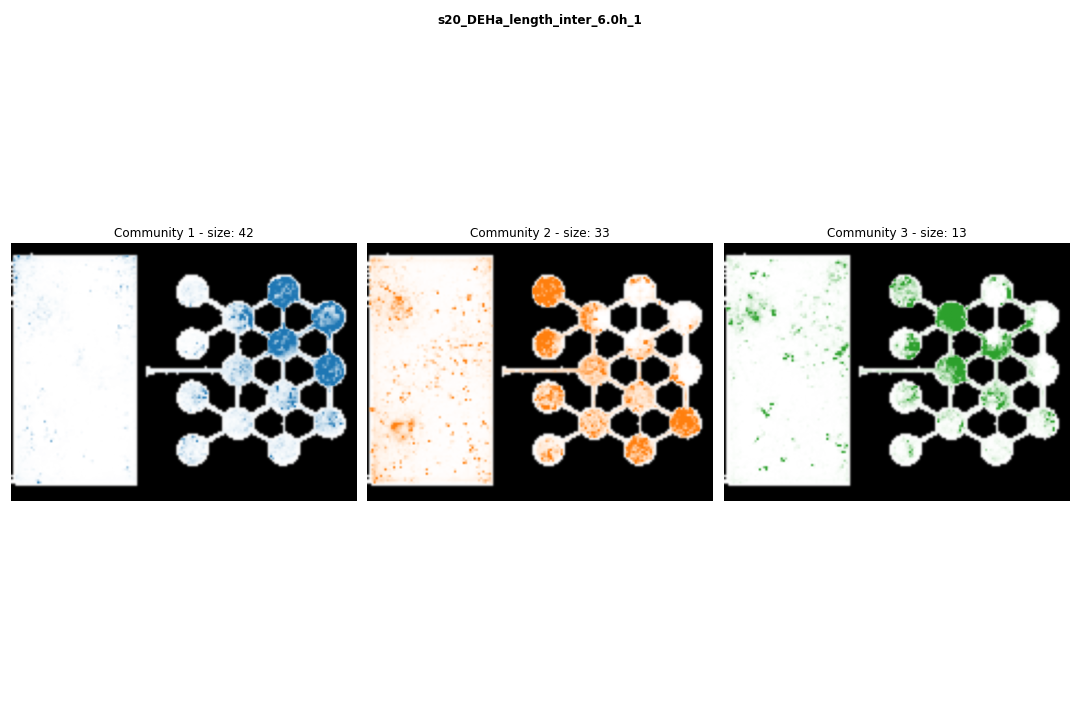 s20_DEHa_length_inter_6.0h_1
Community 1 - size: 42
Community 2 - size: 33
Community 3 - size: 13